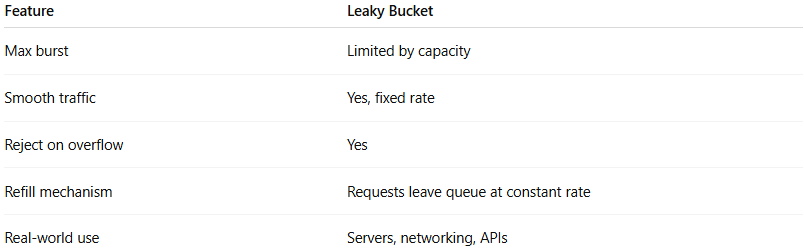 Feature Leaky Bucket
Max burst Limited by capacity
Smooth traffic Yes, fixed rate
Reject on overflow Yes
Refill mechanism Requests leave queue at constant rate
Real-world use Servers, networking, APIs